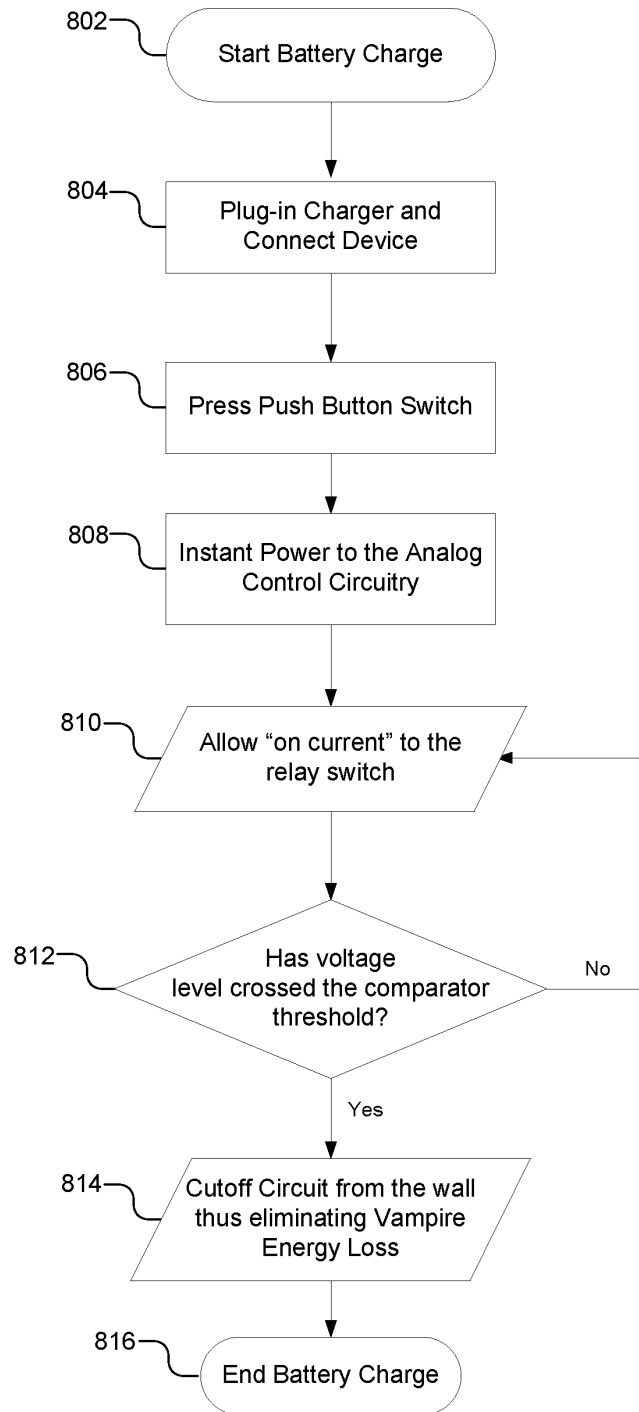 802
Start Battery Charge
804
Plug-in Charger and
Connect Device
806
Press Push Button Switch
808
Instant Power to the Analog
Control Circuitry
810
Allow “on current” to the
relay switch
812
Has voltage
level crossed the comparator
threshold?
No
Yes
814
Cutoff Circuit from the wall
thus eliminating Vampire
Energy Loss
816
End Battery Charge